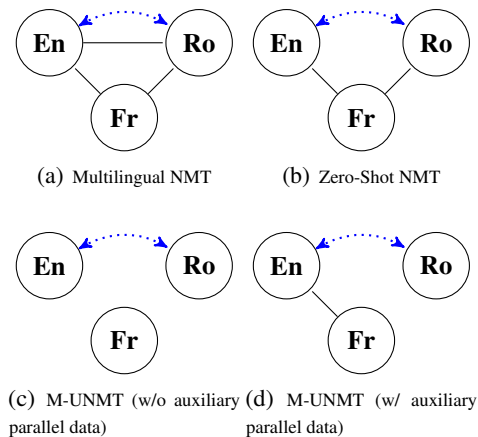 En Ro En Ro
Fr Fr
(a) Multilingual NMT (b) Zero-Shot NMT
En Ro En Ro
Fr Fr
(c) M-UNMT (w/o auxiliary parallel data)
(d) M-UNMT (w/ auxiliary parallel data)